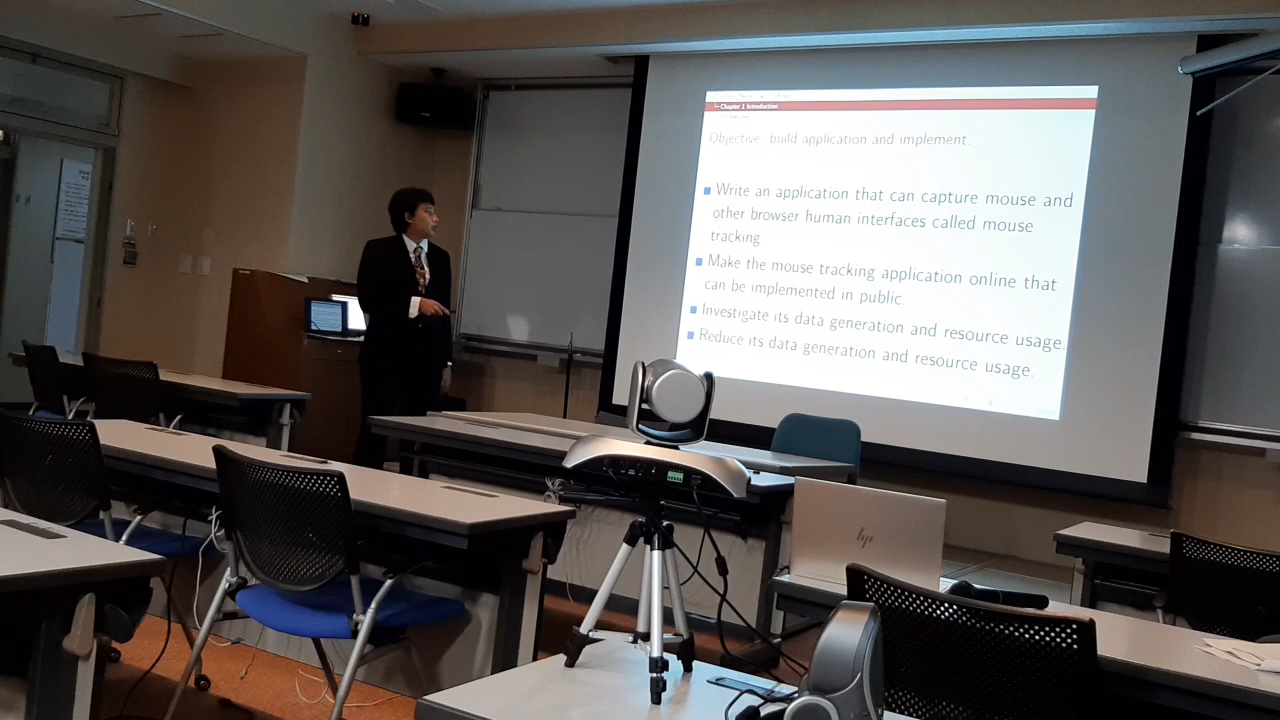 Chapter 1 Introduction
Objective: build application and implement.
Write an application that can capture mouse and
other browser human interfaces called mouse
tracking
Make the mouse tracking application online that
can be implemented in public.
Investigate its data generation and resource usage.
Reduce its data generation and resource usage.
hp